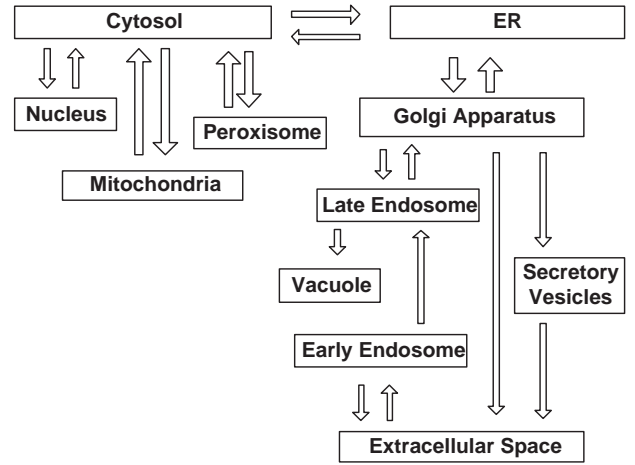 Cytosol
ER
Nucleus
Peroxisome
Golgi Apparatus
Mitochondria
Late Endosome
Vacuole
Secretory
Vesicles
Early Endosome
Extracellular Space